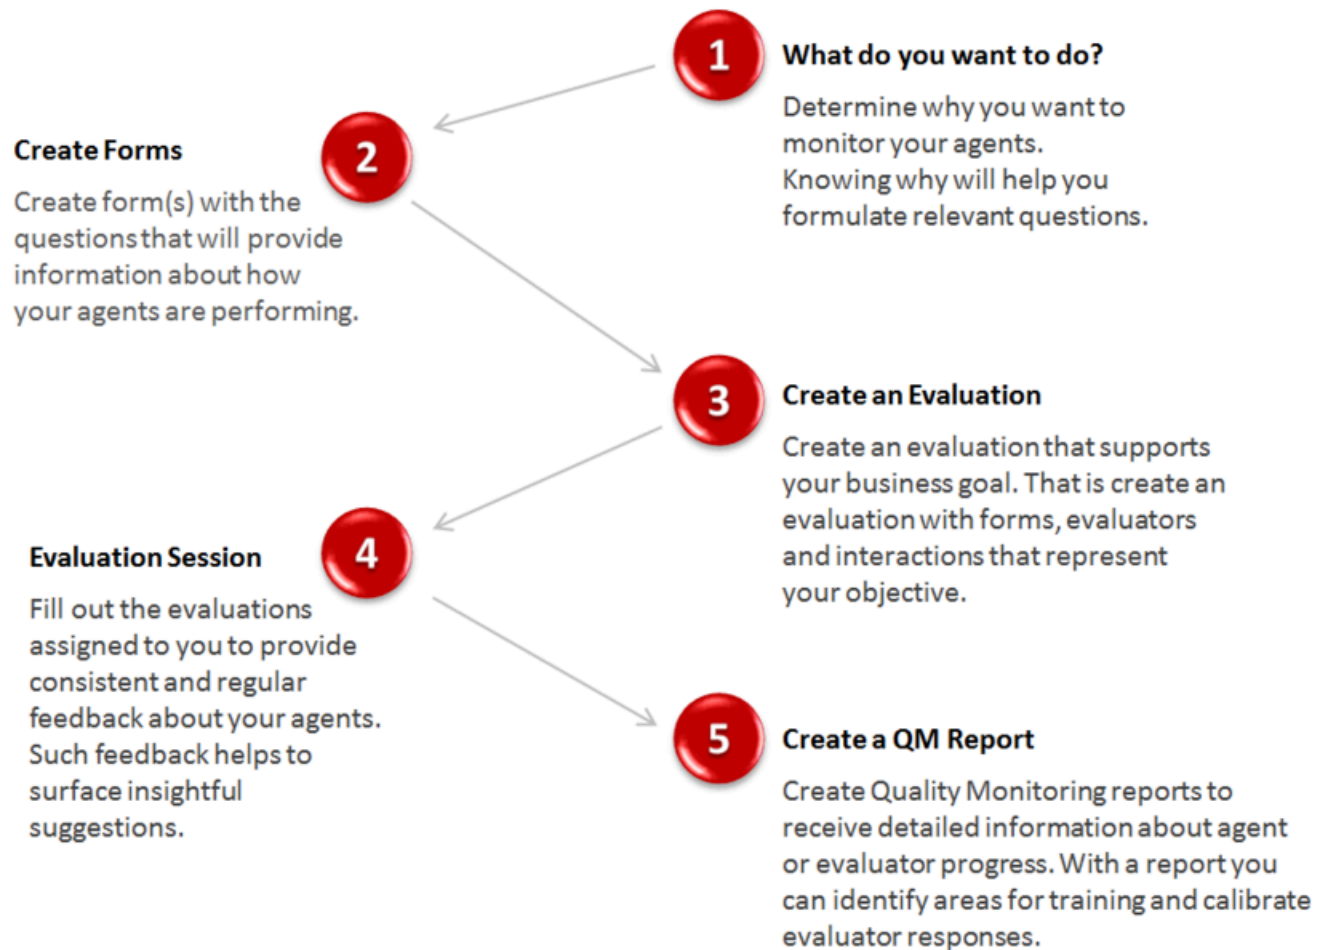 1
What do you want to do?
Determine why you want to
monitor your agents.
Knowing why will help you
formulate relevant questions.
2
Create Forms
Create form(s) with the
questions that will provide
information about how
your agents are performing.
3
Create an Evaluation
Create an evaluation that supports
your business goal. That is create an
evaluation with forms, evaluators
and interactions that represent
your objective.
4
Evaluation Session
Fill out the evaluations
assigned to you to provide
consistent and regular
feedback about your agents.
Such feedback helps to
surface insightful
suggestions.
5
Create a QM Report
Create Quality Monitoring reports to
receive detailed information about agent
or evaluator progress. With a report you
can identify areas for training and calibrate
evaluator responses.